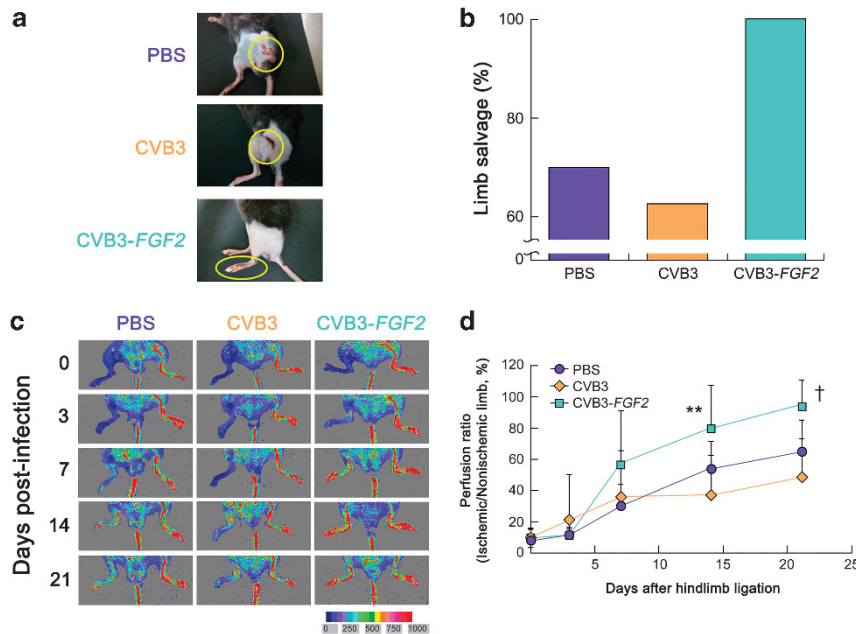 a
PBS
CVB3
CVB3-FGF2
b
Limb salvage (%)
100
80
60
0
PBS
CVB3
CVB3-FGF2
c
PBS
CVB3
CVB3-FGF2
Days post-infection
0
3
7
14
21
0 250 500 750 1000
d
Perfusion ratio
(Ischemic/Nonischemic limb, %)
120
100
80
60
40
20
0
PBS
CVB3
CVB3-FGF2
**
†
5
10
15
20
25
Days after hindlimb ligation